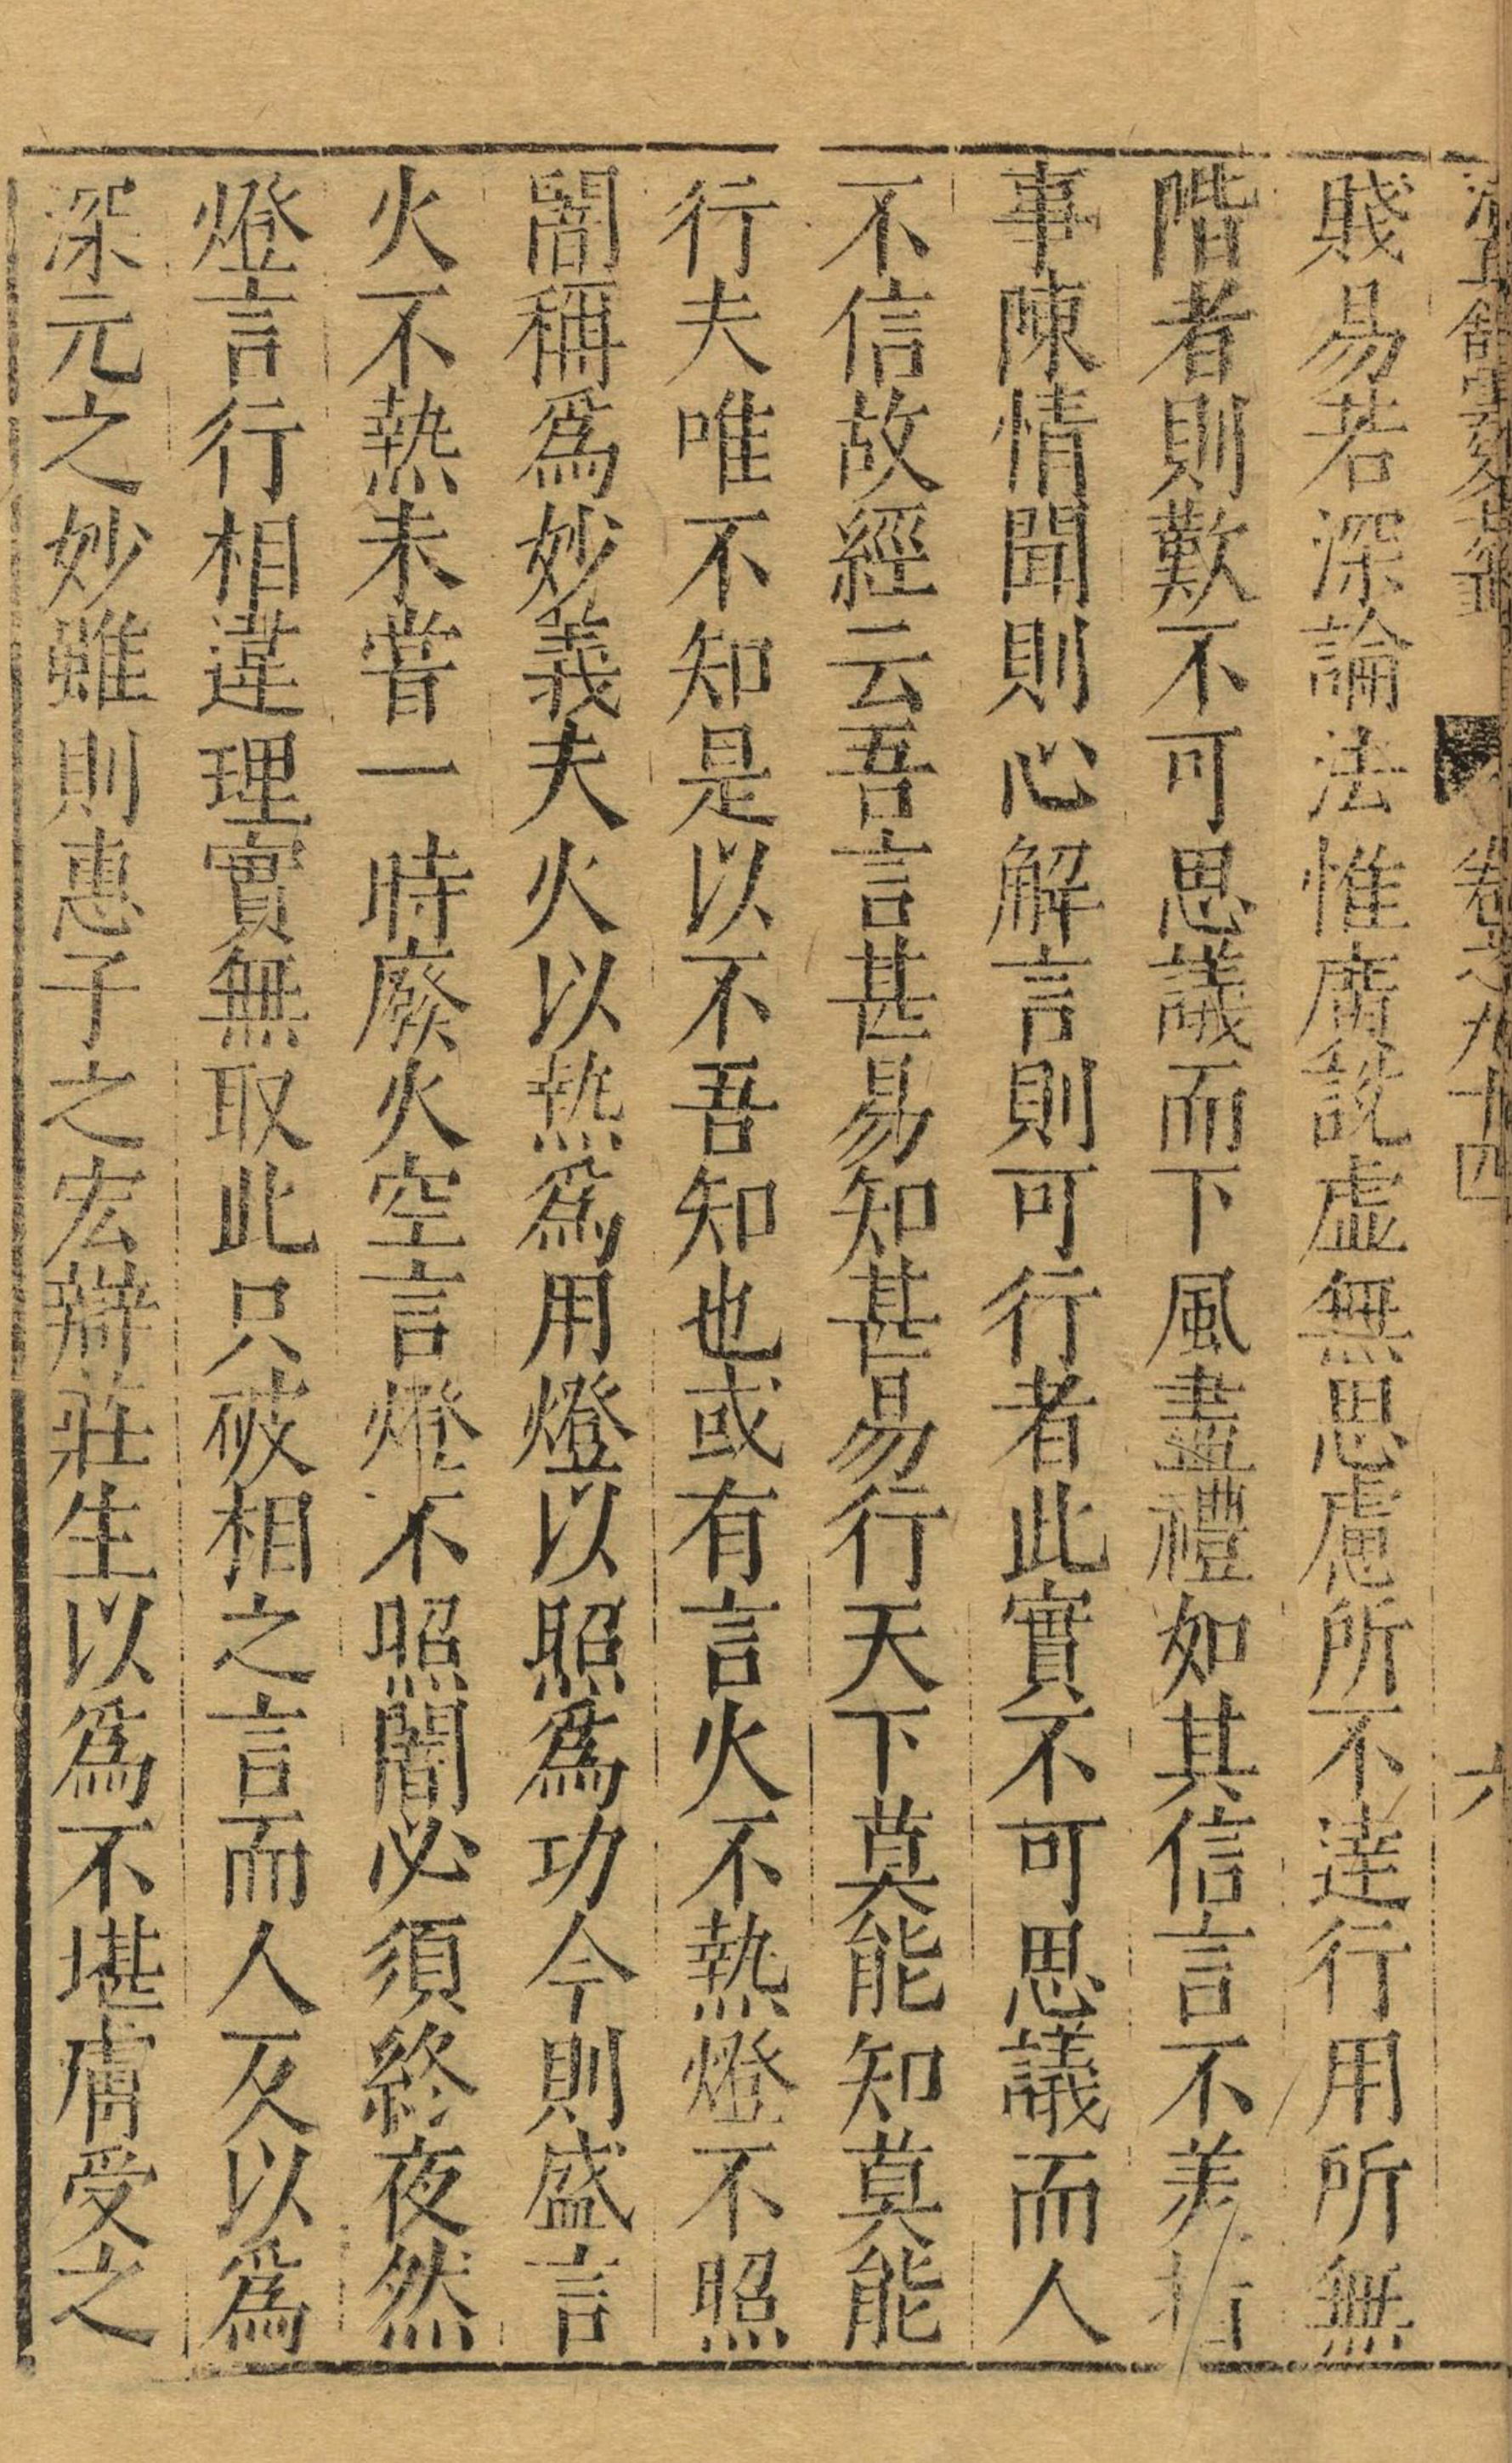 卷之九十四
六
賤易若深論法惟廣說虛無思慮所不達行用所無
階者則歎不可思議而下風盡禮如其信言不美指
事陳情聞則心解言則可行者此實不可思議而人
不信故經云吾言甚易知甚易行天下莫能知莫能
行夫唯不知是以不吾知也或有言火不熱燈不照
闇稱爲妙義夫火以熱爲用燈以照爲功今則盛言
火不熱未嘗一時廢火空言燈不照闇必須終夜然
燈言行相違理實無取此只破相之言而人反以爲
深元之妙雖則惠子之宏辯莊生以爲不堪膚受之